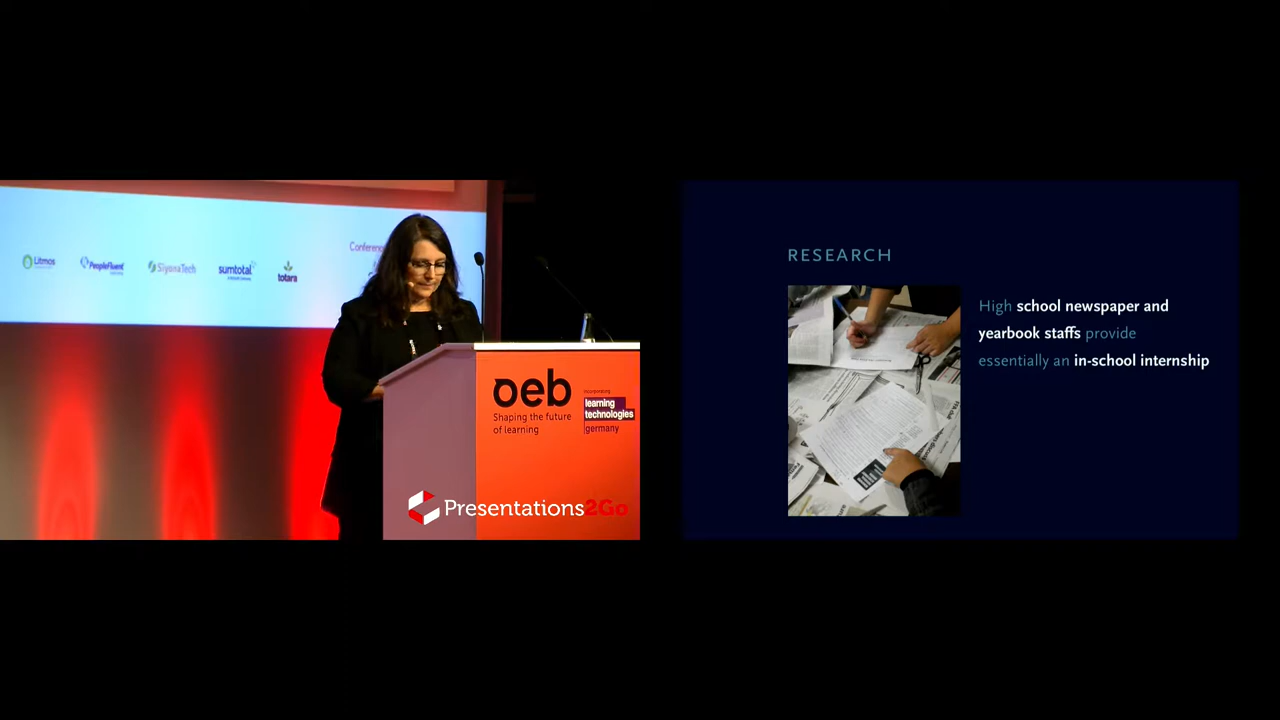 Conference
Litmos
PeopleFluent
SiyonaTech
sumtotal
totara
oeb
Shaping the future
of learning
incorporating
learning
technologies
germany
Presentations2Go
RESEARCH
High school newspaper and
yearbook staffs provide
essentially an in-school internship